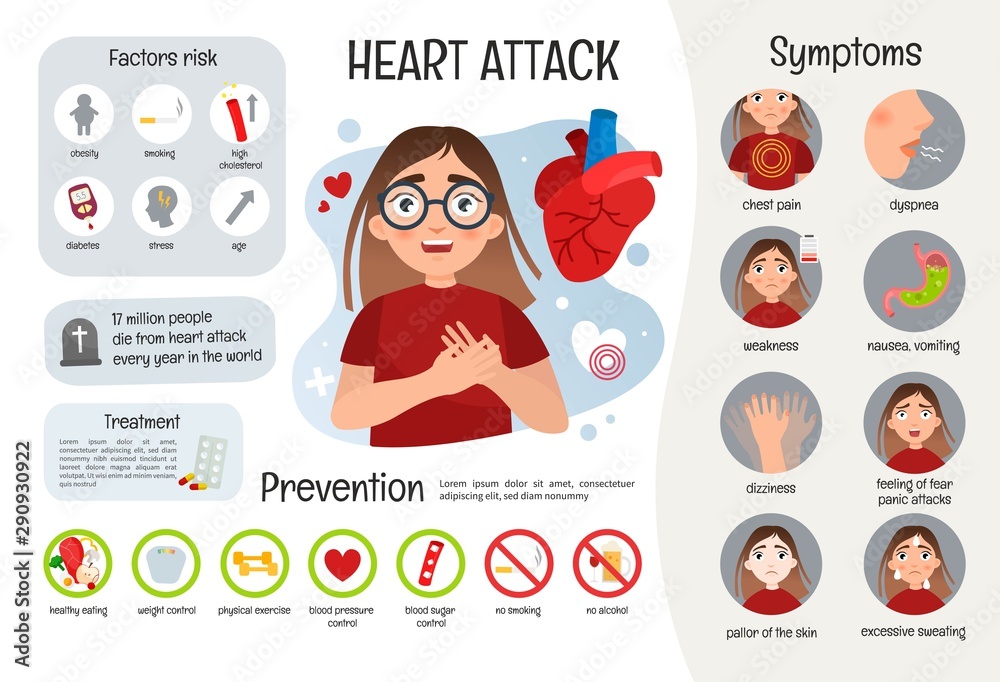 HEART ATTACK
Factors risk
obesity
smoking
high
cholesterol
5.5
diabetes
stress
age
17 million people
die from heart attack
every year in the world
Treatment
Lorem ipsum dolor sit amet,
consectetuer adipiscing elit,
sed diam nonummy nibh
euismod tincidunt ut laoreet
dolore magna aliquam erat
volutpat. Ut wisi enim ad
minim veniam, quis nostrud
Prevention
Lorem ipsum dolor sit amet, consectetuer
adipiscing elit, sed diam nonummy
healthy eating
weight control
physical exercise
blood pressure
control
blood sugar
control
no smoking
no alcohol
Symptoms
chest pain
dyspnea
weakness
nausea, vomiting
dizziness
feeling of fear
panic attacks
pallor of the skin
excessive sweating
Adobe Stock | #290930922